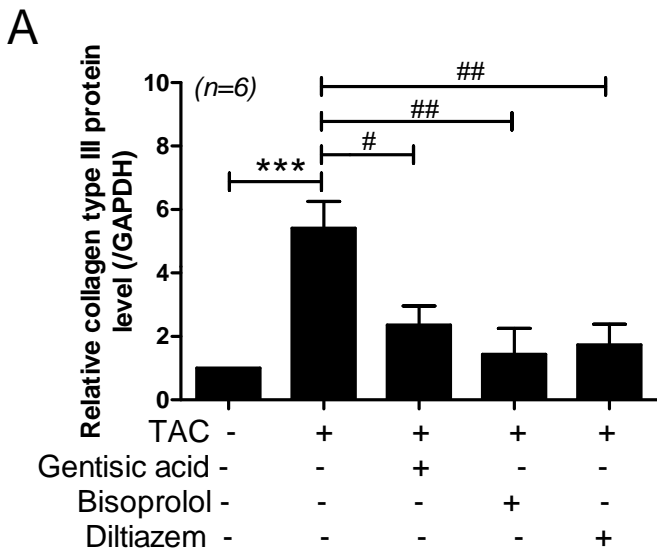 A
Relative collagen type III protein
level (/GAPDH)
(n=6)
##
##
#
***
10
8
6
4
2
0
TAC - + + + +
Gentisic acid - - + - -
Bisoprolol - - - + -
Diltiazem - - - - +